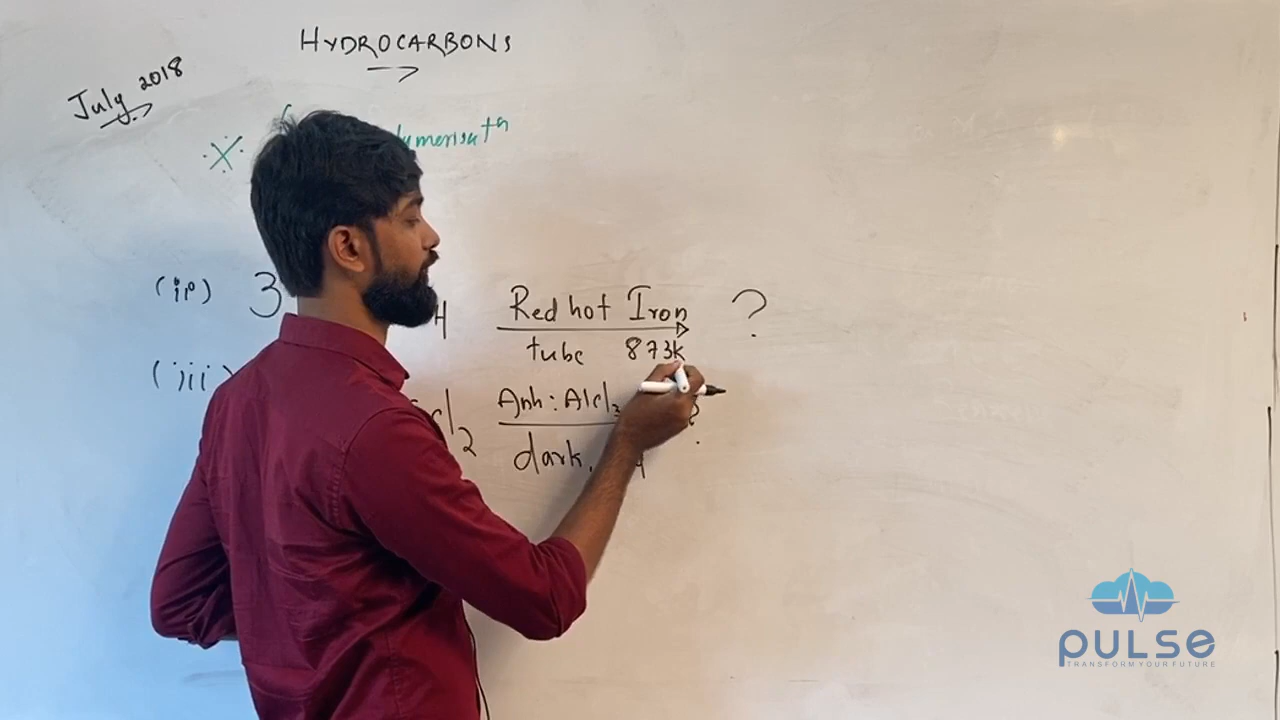 HYDROCARBONS
July 2018
(ii) 3 H Red hot Iron ?
tube 873k
(iii) Cl2 Anh: AlCl3 ?
dark,
PULSE
TRANSFORM YOUR FUTURE